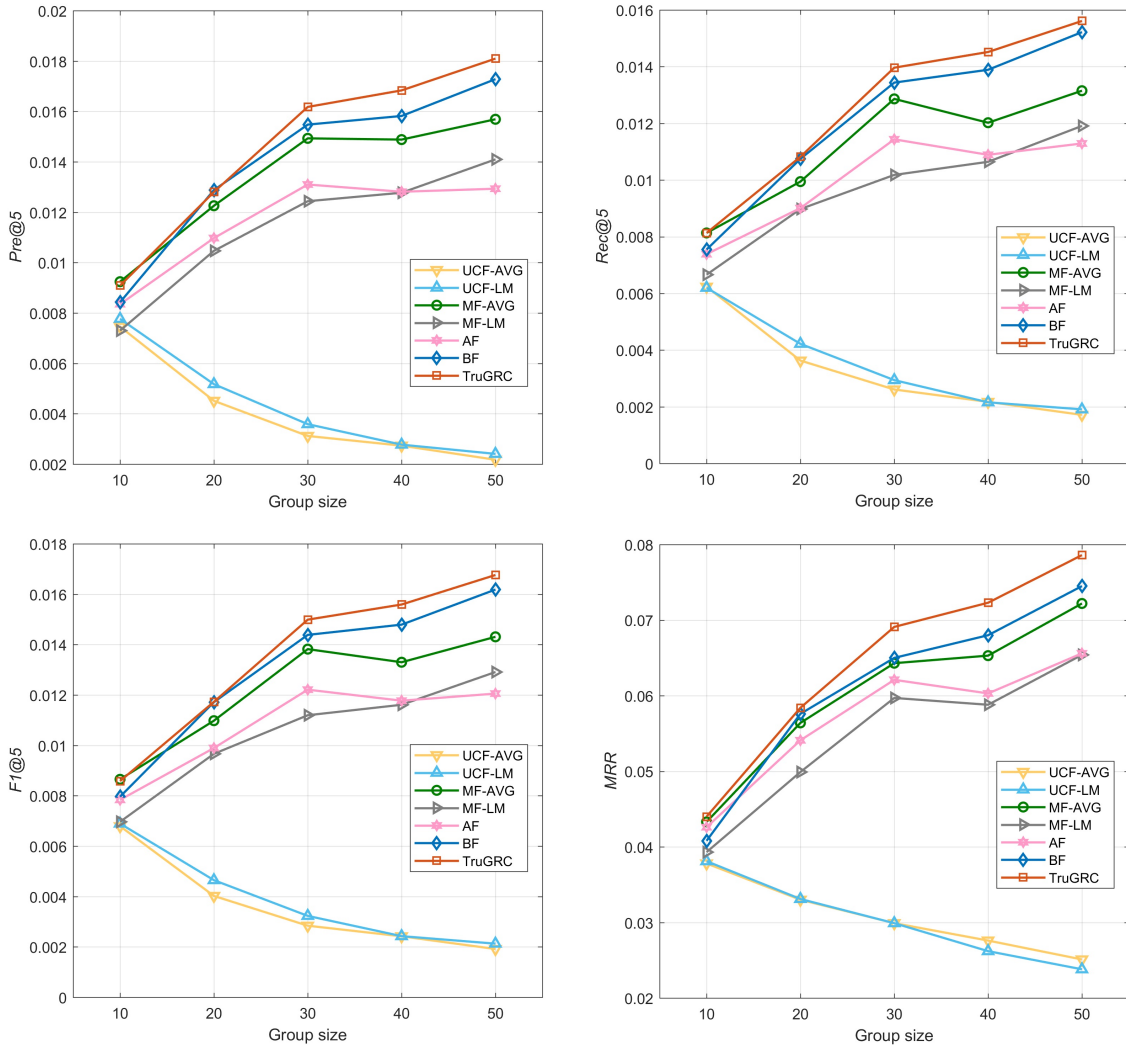 0.02
0.018
0.016
0.014
0.012
0.01
0.008
0.006
0.004
0.002
Pre@5
10 20 30 40 50
Group size
UCF-AVG
UCF-LM
MF-AVG
MF-LM
AF
BF
TruGRC
0.016
0.014
0.012
0.01
0.008
0.006
0.004
0.002
0
Rec@5
10 20 30 40 50
Group size
UCF-AVG
UCF-LM
MF-AVG
MF-LM
AF
BF
TruGRC
0.018
0.016
0.014
0.012
0.01
0.008
0.006
0.004
0.002
0
F1@5
10 20 30 40 50
Group size
UCF-AVG
UCF-LM
MF-AVG
MF-LM
AF
BF
TruGRC
0.08
0.07
0.06
0.05
0.04
0.03
0.02
MRR
10 20 30 40 50
Group size
UCF-AVG
UCF-LM
MF-AVG
MF-LM
AF
BF
TruGRC